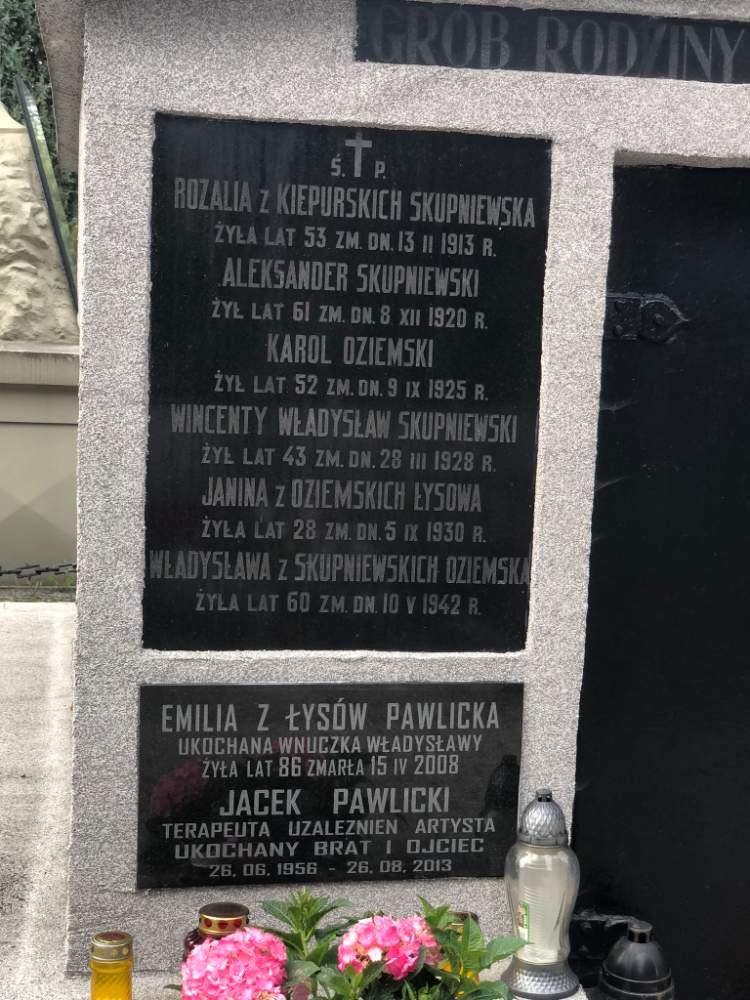 GRÓB RODZINY
Ś. P.
ROZALIA Z KIEPURSKICH SKUPNIEWSKA
ŻYŁA LAT 53 ZM. DN. 13 II 1913 R.
ALEKSANDER SKUPNIEWSKI
ŻYŁ LAT 61 ZM. DN. 8 XII 1920 R.
KAROL OZIEMSKI
ŻYŁ LAT 52 ZM. DN. 9 IX 1925 R.
WINCENTY WŁADYSŁAW SKUPNIEWSKI
ŻYŁ LAT 43 ZM. DN. 28 III 1928 R.
JANINA Z OZIEMSKICH ŁYSOWA
ŻYŁA LAT 28 ZM. DN. 5 IX 1930 R.
WŁADYSŁAWA Z SKUPNIEWSKICH OZIEMSKA
ŻYŁA LAT 60 ZM. DN. 10 V 1942 R.
EMILIA Z ŁYSÓW PAWLICKA
UKOCHANA WNUCZKA WŁADYSŁAWY
ŻYŁA LAT 86 ZMARŁA 15 IV 2008
JACEK PAWLICKI
TERAPEUTA UZALEZNIEN ARTYSTA
UKOCHANY BRAT I OJCIEC
26.06.1956 - 26.08.2013